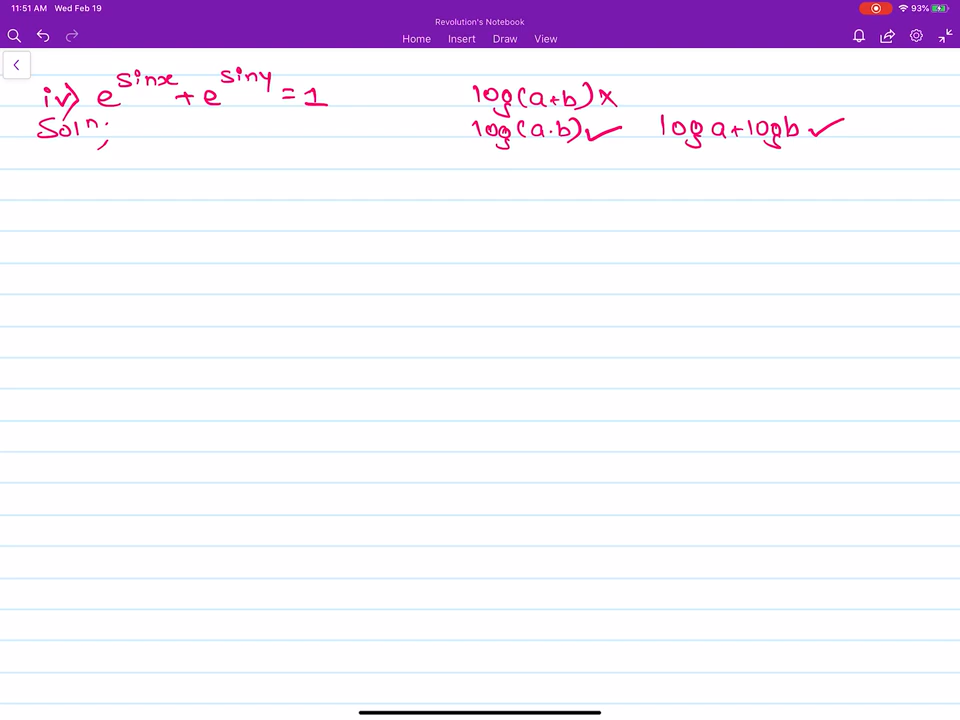 11:51 AM Wed Feb 19
93%
Revolution's Notebook
Home Insert Draw View
iv) e^sinx + e^siny = 1
log(a+b) ×
Soln;
log(a·b) ✓ log a + log b ✓